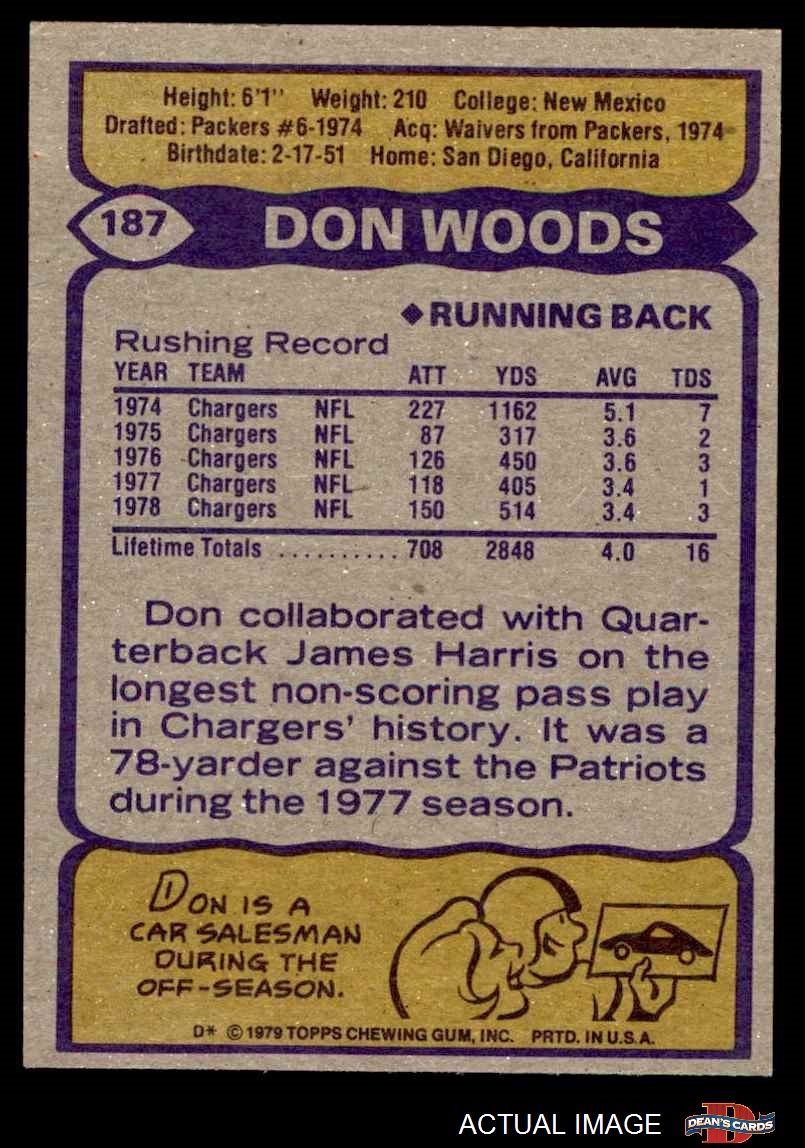 Height: 6'1" Weight: 210 College: New Mexico
Drafted: Packers #6-1974 Acq: Waivers from Packers, 1974
Birthdate: 2-17-51 Home: San Diego, California
187 DON WOODS
◆RUNNING BACK
Rushing Record
YEAR TEAM ATT YDS AVG TDS
1974 Chargers NFL 227 1162 5.1 7
1975 Chargers NFL 87 317 3.6 2
1976 Chargers NFL 126 450 3.6 3
1977 Chargers NFL 118 405 3.4 1
1978 Chargers NFL 150 514 3.4 3
Lifetime Totals .......... 708 2848 4.0 16
Don collaborated with Quar-
terback James Harris on the
longest non-scoring pass play
in Chargers' history. It was a
78-yarder against the Patriots
during the 1977 season.
DON IS A
CAR SALESMAN
DURING THE
OFF-SEASON.
D* © 1979 TOPPS CHEWING GUM, INC. PRTD. IN U.S.A.
ACTUAL IMAGE
D
DEAN'S CARDS